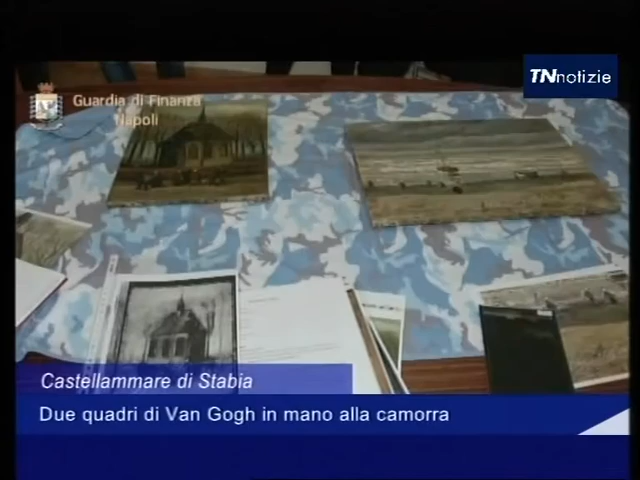 TNnotizie
Guardia di Finanza
Napoli
Castellammare di Stabia
Due quadri di Van Gogh in mano alla camorra